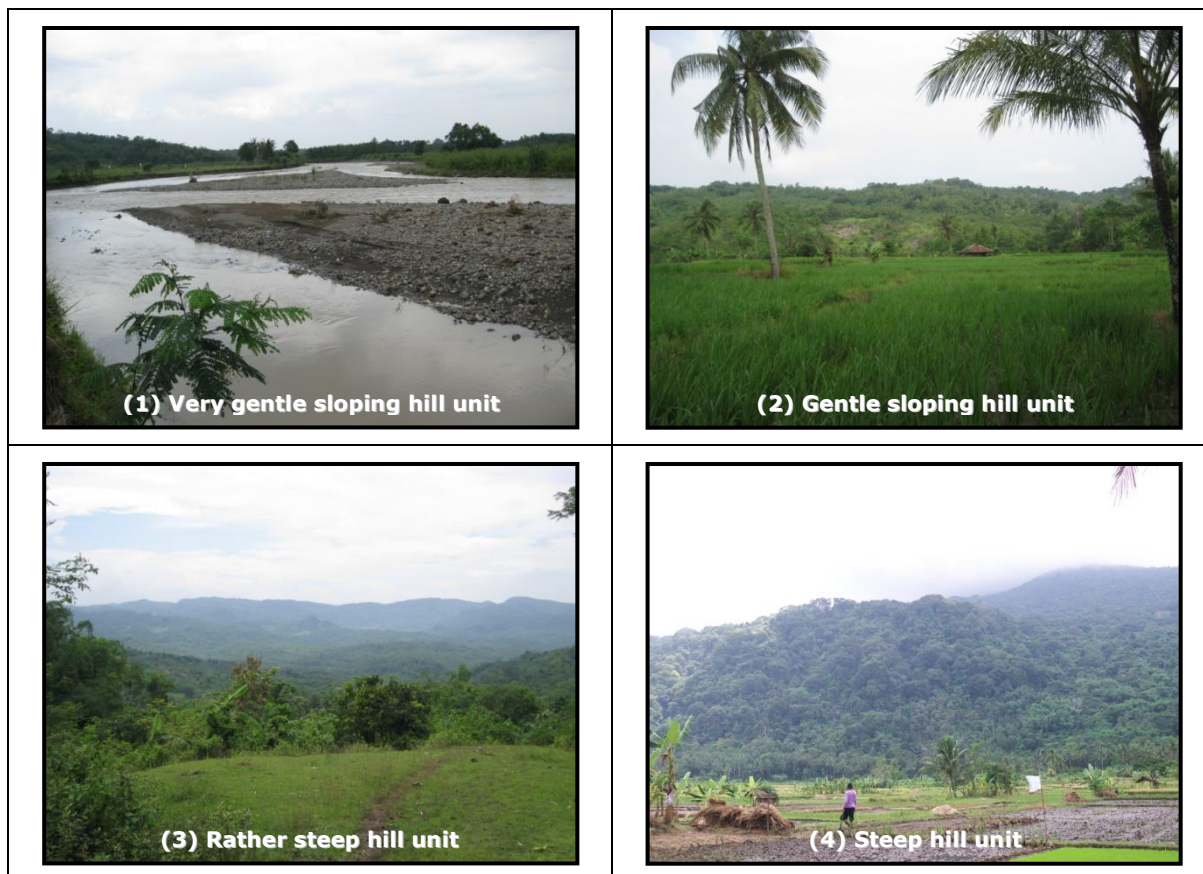 (1) Very gentle sloping hill unit
(2) Gentle sloping hill unit
(3) Rather steep hill unit
(4) Steep hill unit